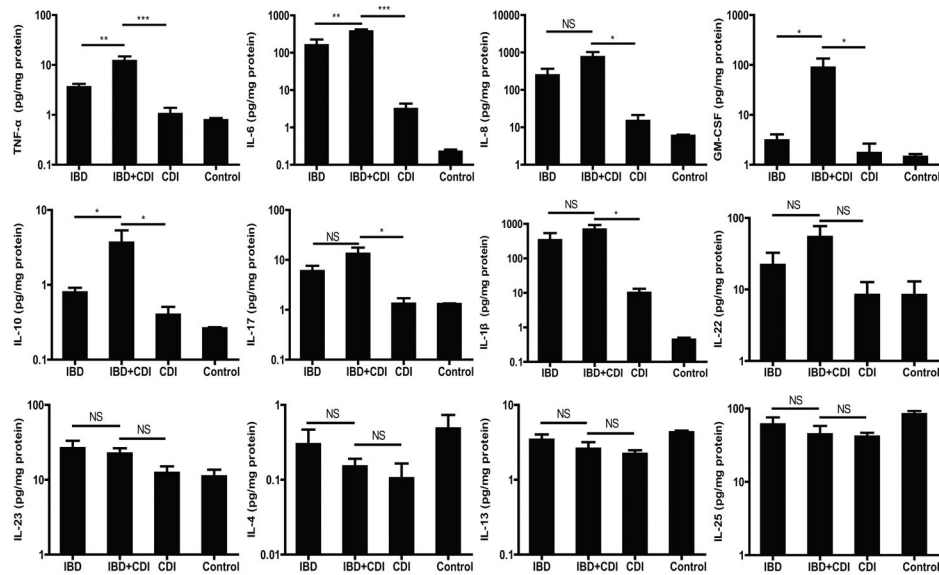 TNF-α (pg/mg protein)
100
10
1
0.1
**
***
IBD
IBD+CDI
CDI
Control
IL-6 (pg/mg protein)
1000
100
10
1
0.1
**
***
IBD
IBD+CDI
CDI
Control
IL-8 (pg/mg protein)
10000
1000
100
10
1
NS
*
IBD
IBD+CDI
CDI
Control
GM-CSF (pg/mg protein)
1000
100
10
1
*
*
IBD
IBD+CDI
CDI
Control
IL-10 (pg/mg protein)
10
1
0.1
*
*
IBD
IBD+CDI
CDI
Control
IL-17 (pg/mg protein)
100
10
1
0.1
NS
*
IBD
IBD+CDI
CDI
Control
IL-1β (pg/mg protein)
1000
100
10
1
0.1
NS
*
IBD
IBD+CDI
CDI
Control
IL-22 (pg/mg protein)
100
10
1
NS
NS
IBD
IBD+CDI
CDI
Control
IL-23 (pg/mg protein)
100
10
1
NS
NS
IBD
IBD+CDI
CDI
Control
IL-4 (pg/mg protein)
1
0.1
0.01
NS
NS
IBD
IBD+CDI
CDI
Control
IL-13 (pg/mg protein)
10
1
0.1
NS
NS
IBD
IBD+CDI
CDI
Control
IL-25 (pg/mg protein)
100
10
1
NS
NS
IBD
IBD+CDI
CDI
Control